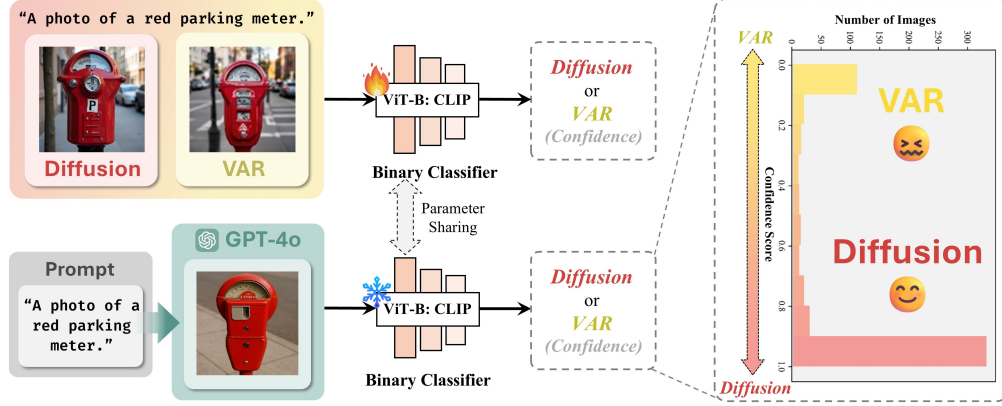 “A photo of a red parking meter.”
P
Diffusion
VAR
ViT-B: CLIP
Binary Classifier
Diffusion
or
VAR
(Confidence)
Parameter
Sharing
Prompt
“A photo of a
red parking
meter.”
GPT-4o
ViT-B: CLIP
Binary Classifier
Diffusion
or
VAR
(Confidence)
Number of Images
0
50
100
150
200
250
300
VAR
Diffusion
Confidence Score
0.0
0.2
0.4
0.6
0.8
1.0
VAR
Diffusion